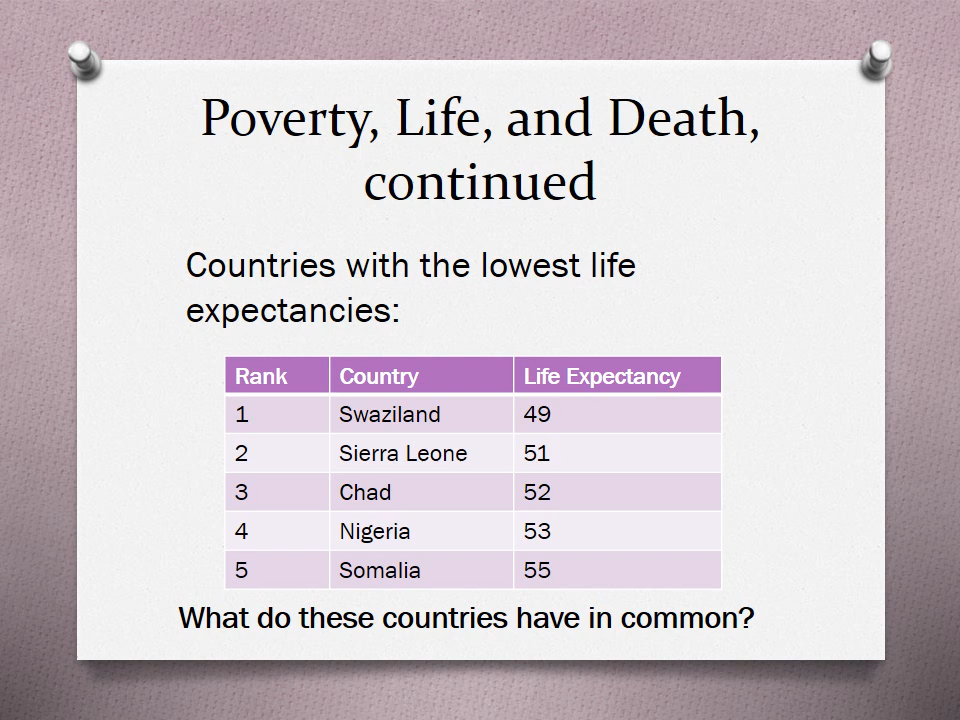 Poverty, Life, and Death,
continued
Countries with the lowest life
expectancies:
Rank Country Life Expectancy
1 Swaziland 49
2 Sierra Leone 51
3 Chad 52
4 Nigeria 53
5 Somalia 55
What do these countries have in common?